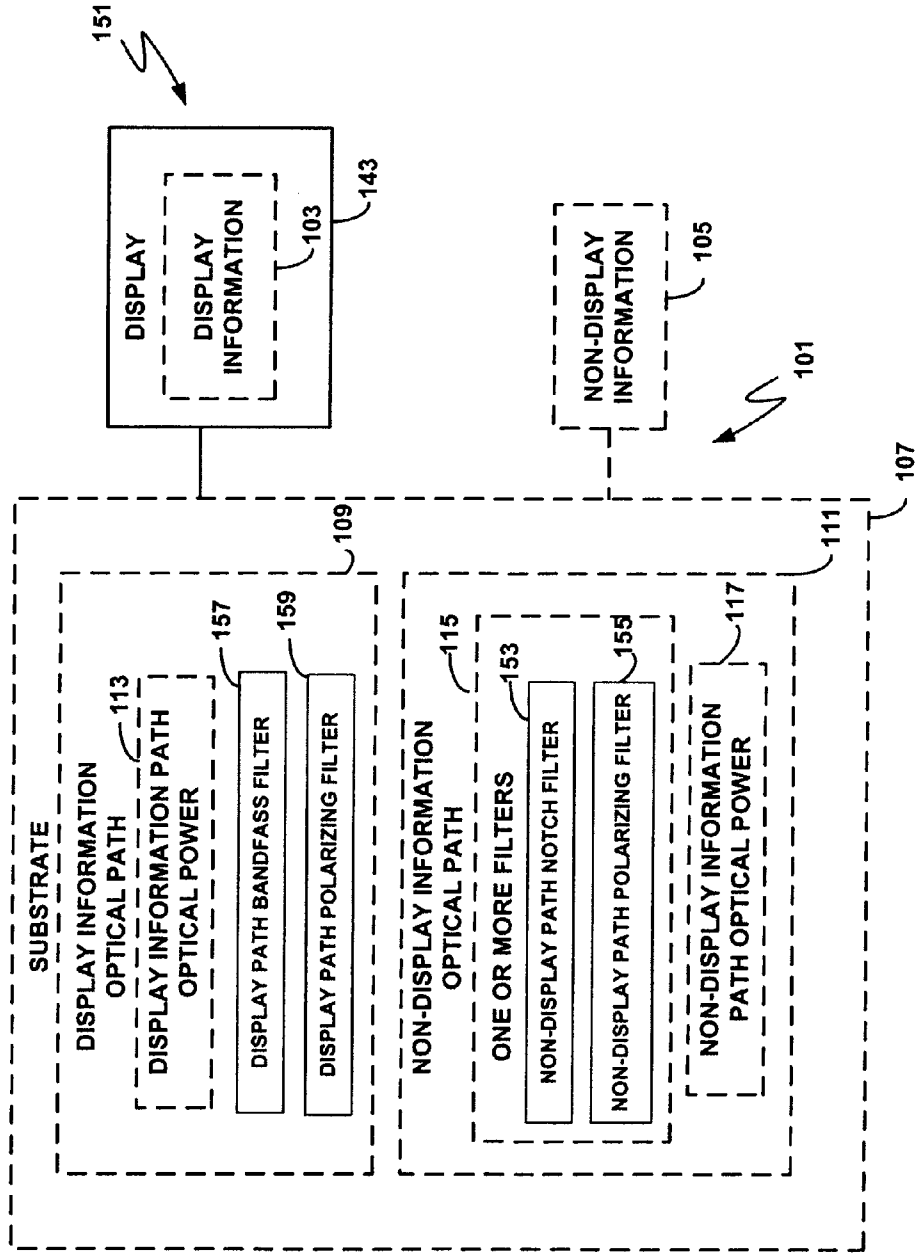 SUBSTRATE
DISPLAY INFORMATION
OPTICAL PATH
109
113
DISPLAY INFORMATION PATH
OPTICAL POWER
157
DISPLAY PATH BANDFASS FILTER
159
DISPLAY PATH POLARIZING FILTER
NON-DISPLAY INFORMATION
OPTICAL PATH
111
115
ONE OR MORE FILTERS
153
NON-DISPLAY PATH NOTCH FILTER
155
NON-DISPLAY PATH POLARIZING FILTER
117
NON-DISPLAY INFORMATION
PATH OPTICAL POWER
107
101
151
DISPLAY
DISPLAY
INFORMATION
103
143
NON-DISPLAY
INFORMATION
105